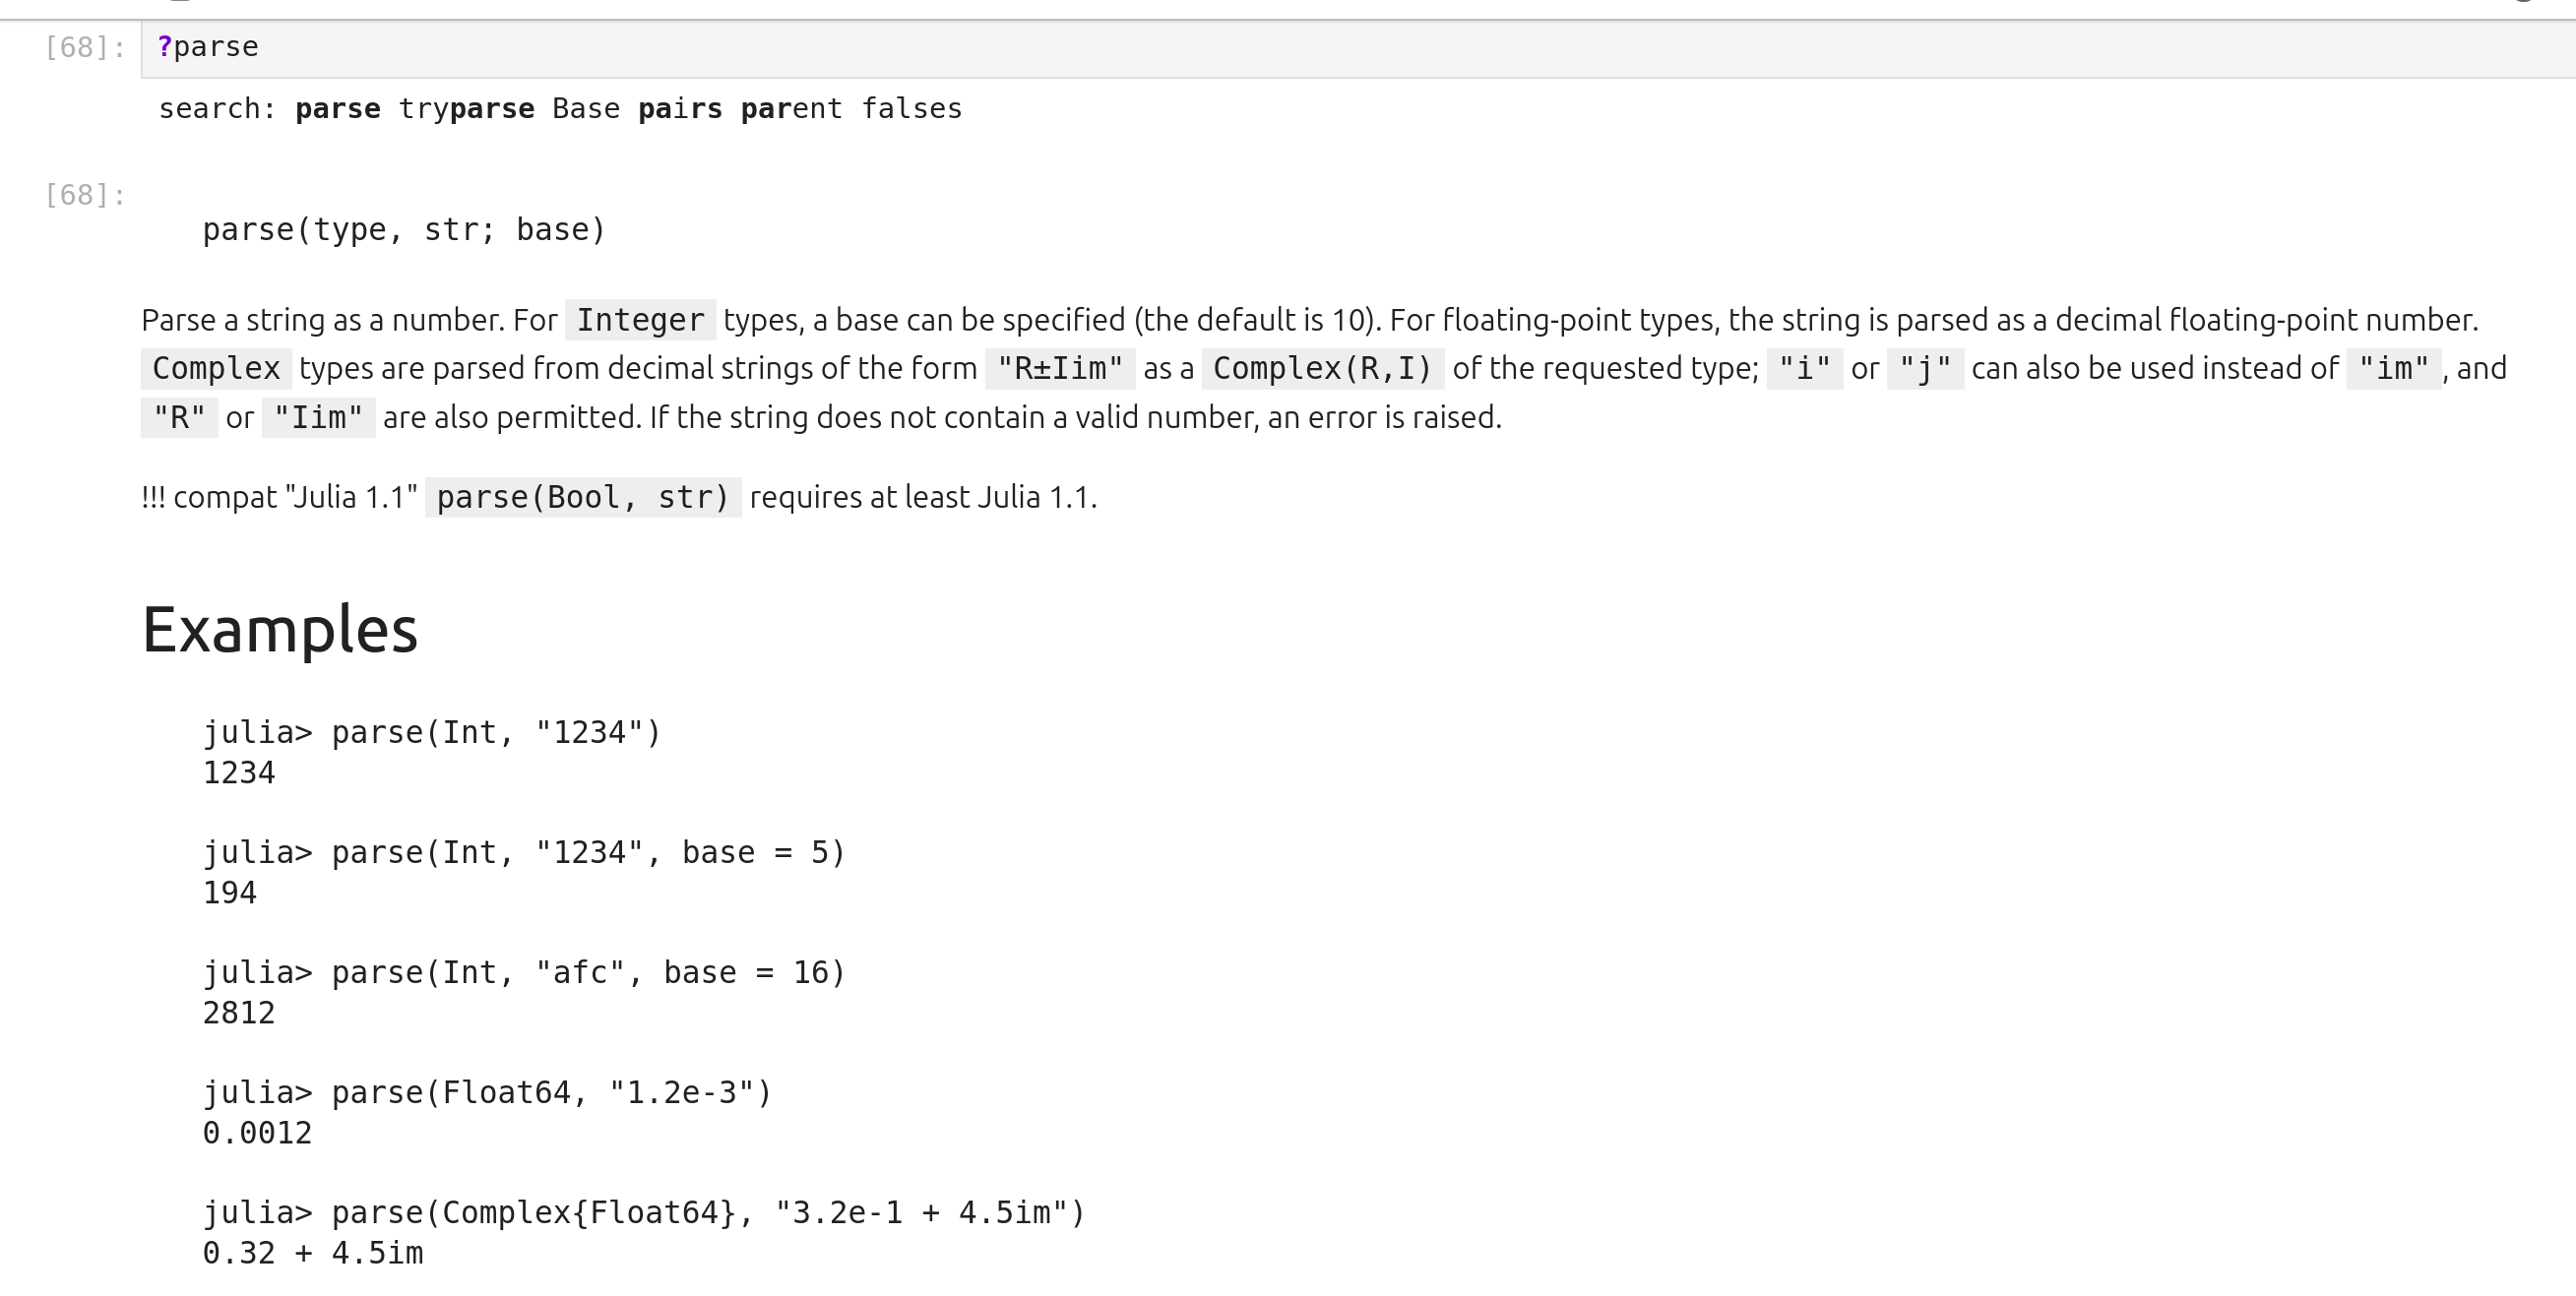 [68]: ?parse
search: parse tryparse Base pairs parent falses
[68]:
parse(type, str; base)
Parse a string as a number. For Integer types, a base can be specified (the default is 10). For floating-point types, the string is parsed as a decimal floating-point number.
Complex types are parsed from decimal strings of the form "R±Iim" as a Complex(R,I) of the requested type; "i" or "j" can also be used instead of "im", and
"R" or "Iim" are also permitted. If the string does not contain a valid number, an error is raised.
!!! compat "Julia 1.1" parse(Bool, str) requires at least Julia 1.1.
Examples
julia> parse(Int, "1234")
1234
julia> parse(Int, "1234", base = 5)
194
julia> parse(Int, "afc", base = 16)
2812
julia> parse(Float64, "1.2e-3")
0.0012
julia> parse(Complex{Float64}, "3.2e-1 + 4.5im")
0.32 + 4.5im